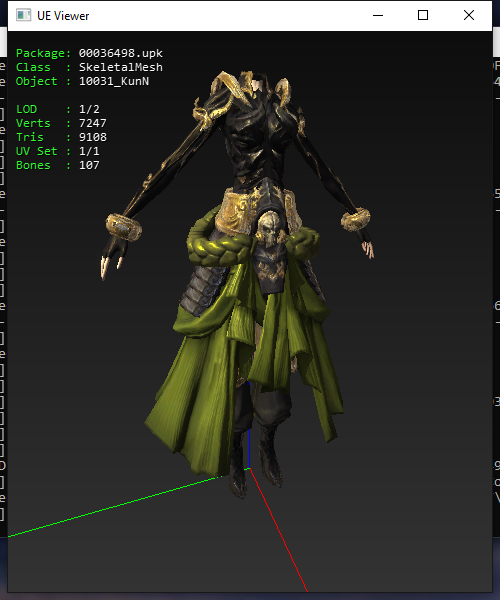 UE Viewer
Package: 00036498.upk
Class : SkeletalMesh
Object : 10031_KunN
LOD : 1/2
Verts : 7247
Tris : 9108
UV Set : 1/1
Bones : 107